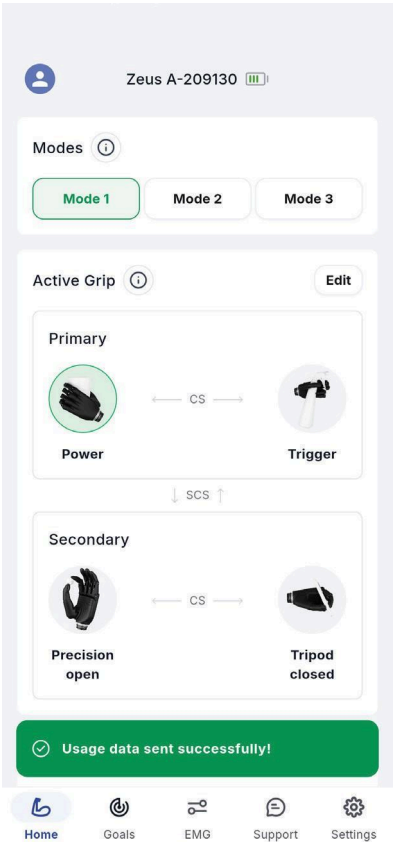 Zeus A-209130
Modes
Mode 1 Mode 2 Mode 3
Active Grip Edit
Primary
CS
Power Trigger
SCS
Secondary
CS
Precision open Tripod closed
Usage data sent successfully!
Home Goals EMG Support Settings